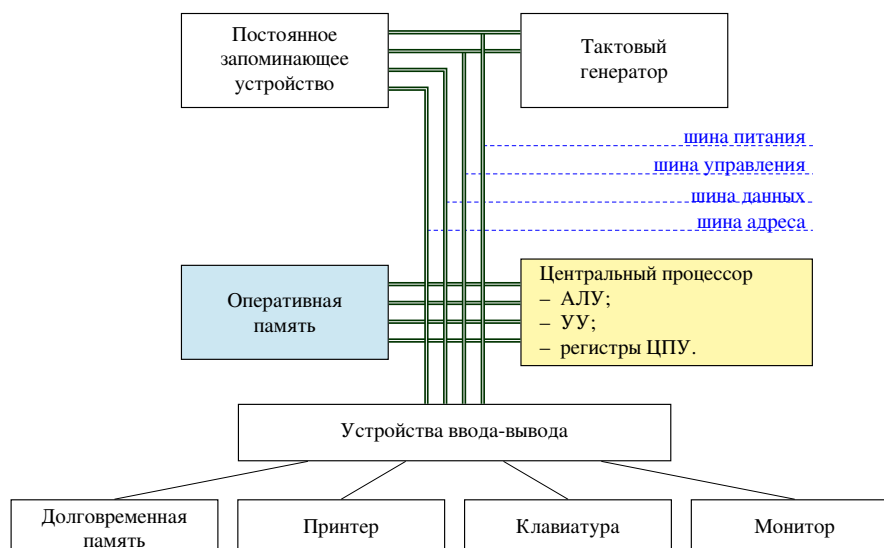 Постоянное
запоминающее
устройство
Тактовый
генератор
шина питания
шина управления
шина данных
шина адреса
Оперативная
память
Центральный процессор
– АЛУ;
– УУ;
– регистры ЦПУ.
Устройства ввода-вывода
Долговременная
память
Принтер
Клавиатура
Монитор